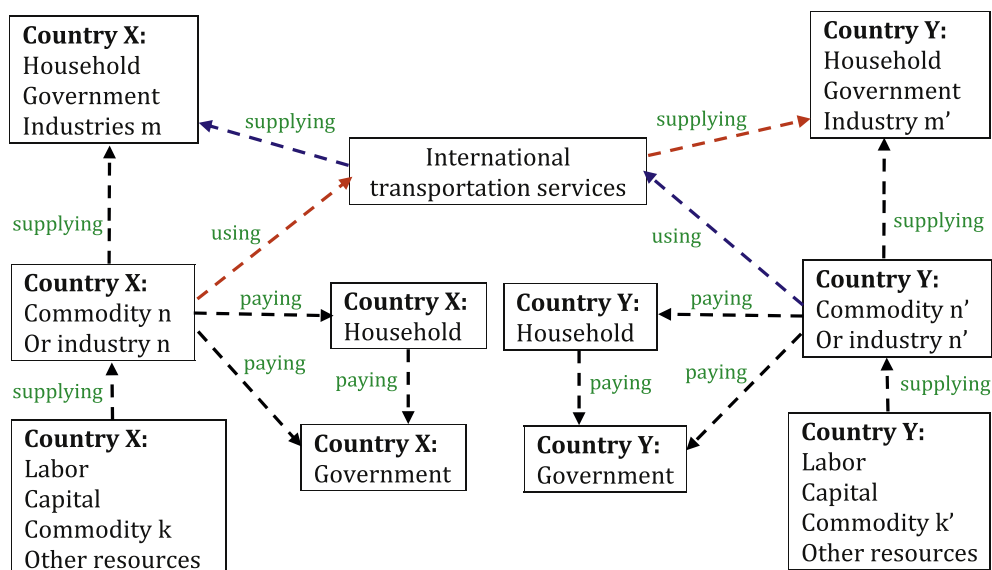 Country X:
Household
Government
Industries m
Country Y:
Household
Government
Industry m’
supplying
supplying
International
transportation services
supplying
using
using
supplying
Country X:
Commodity n
Or industry n
paying
Country X:
Household
Country Y:
Household
paying
Country Y:
Commodity n’
Or industry n’
supplying
paying
paying
paying
paying
supplying
Country X:
Labor
Capital
Commodity k
Other resources
Country X:
Government
Country Y:
Government
Country Y:
Labor
Capital
Commodity k’
Other resources